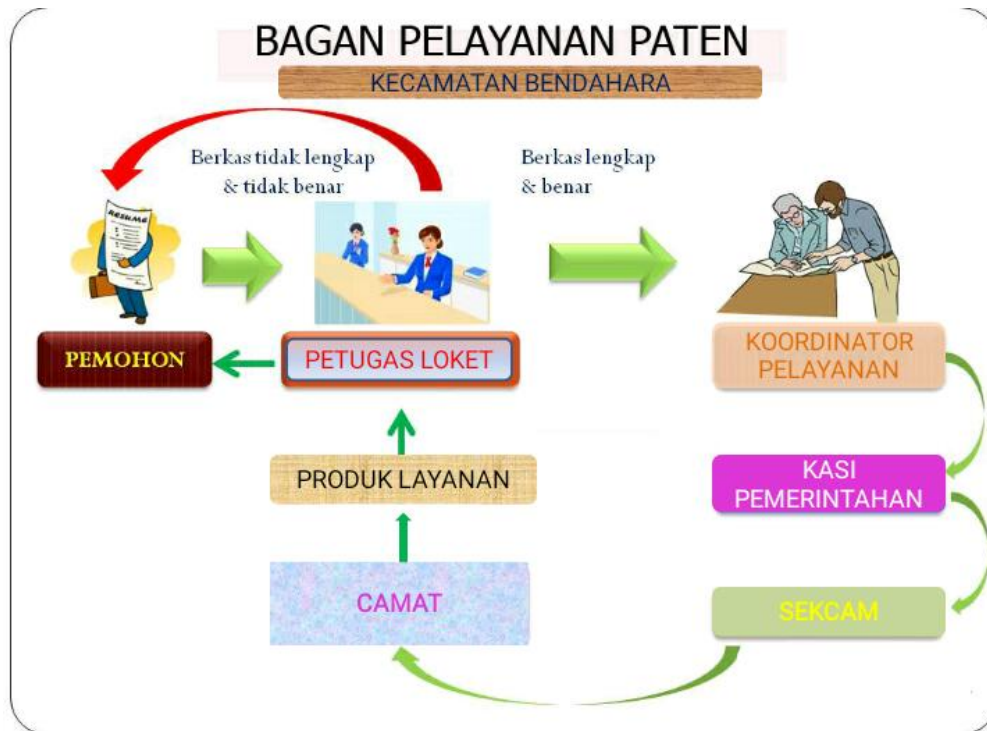 BAGAN PELAYANAN PATEN
KECAMATAN BENDAHARA
Berkas tidak lengkap
& tidak benar
Berkas lengkap
& benar
RESUME
PEMOHON
PETUGAS LOKET
KOORDINATOR
PELAYANAN
PRODUK LAYANAN
KASI
PEMERINTAHAN
CAMAT
SEKCAM